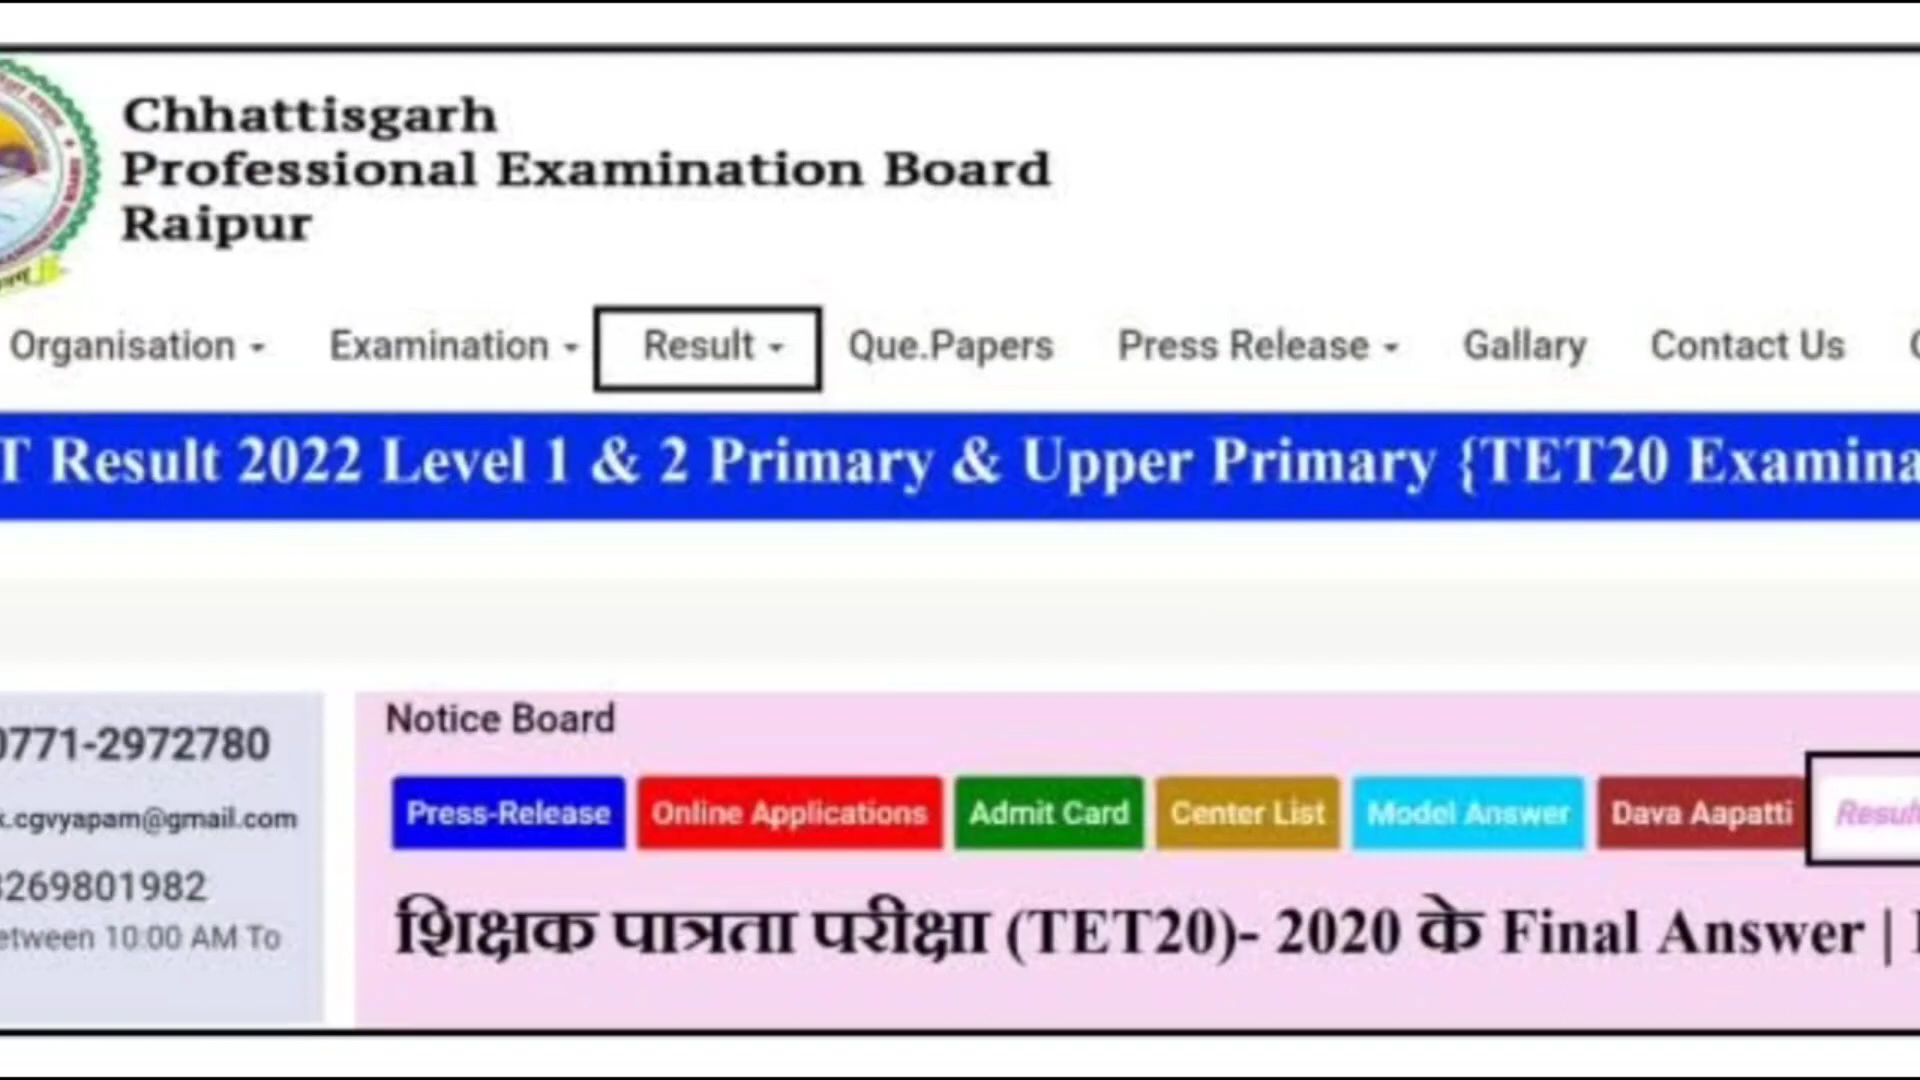 Chhattisgarh
Professional Examination Board
Raipur
Organisation Examination Result Que.Papers Press Release Gallary Contact Us
T Result 2022 Level 1 & 2 Primary & Upper Primary {TET20 Examina
0771-2972780
k.cgvyapam@gmail.com
8269801982
etween 10:00 AM To
Notice Board
Press-Release Online Applications Admit Card Center List Model Answer Dava Aapatti Result
शिक्षक पात्रता परीक्षा (TET20)- 2020 के Final Answer |